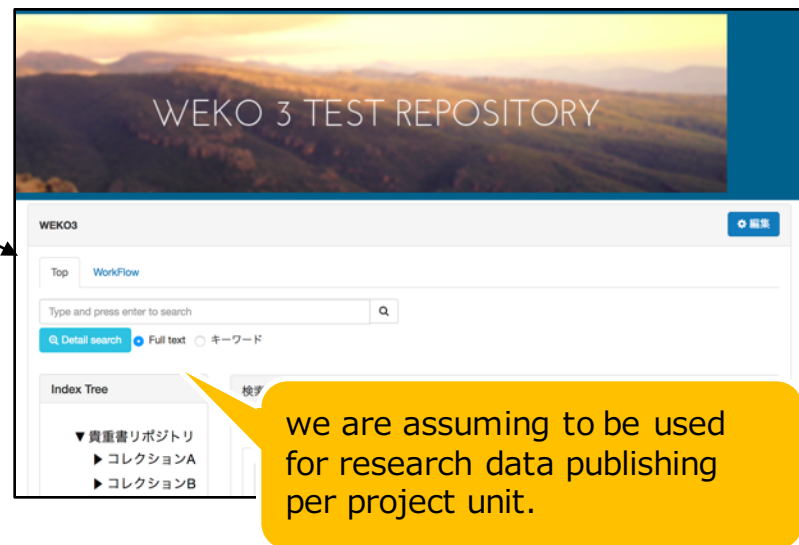 WEKO 3 TEST REPOSITORY
WEKO3
編集
Top WorkFlow
Type and press enter to search
Detail search Full text キーワード
Index Tree
検索
▼貴重書リポジトリ
▶コレクションA
▶コレクションB
we are assuming to be used
for research data publishing
per project unit.